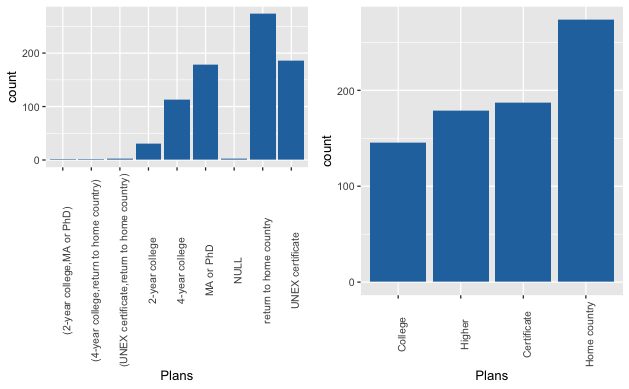 count
200
100
0
(2-year college,MA or PhD)
(4-year college,return to home country)
(UNEX certificate,return to home country)
2-year college
4-year college
MA or PhD
NULL
return to home country
UNEX certificate
Plans
count
200
100
0
College
Higher
Certificate
Home country
Plans